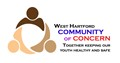 WEST HARTFORD
COMMUNITY
OF CONCERN
TOGETHER KEEPING OUR
YOUTH HEALTHY AND SAFE